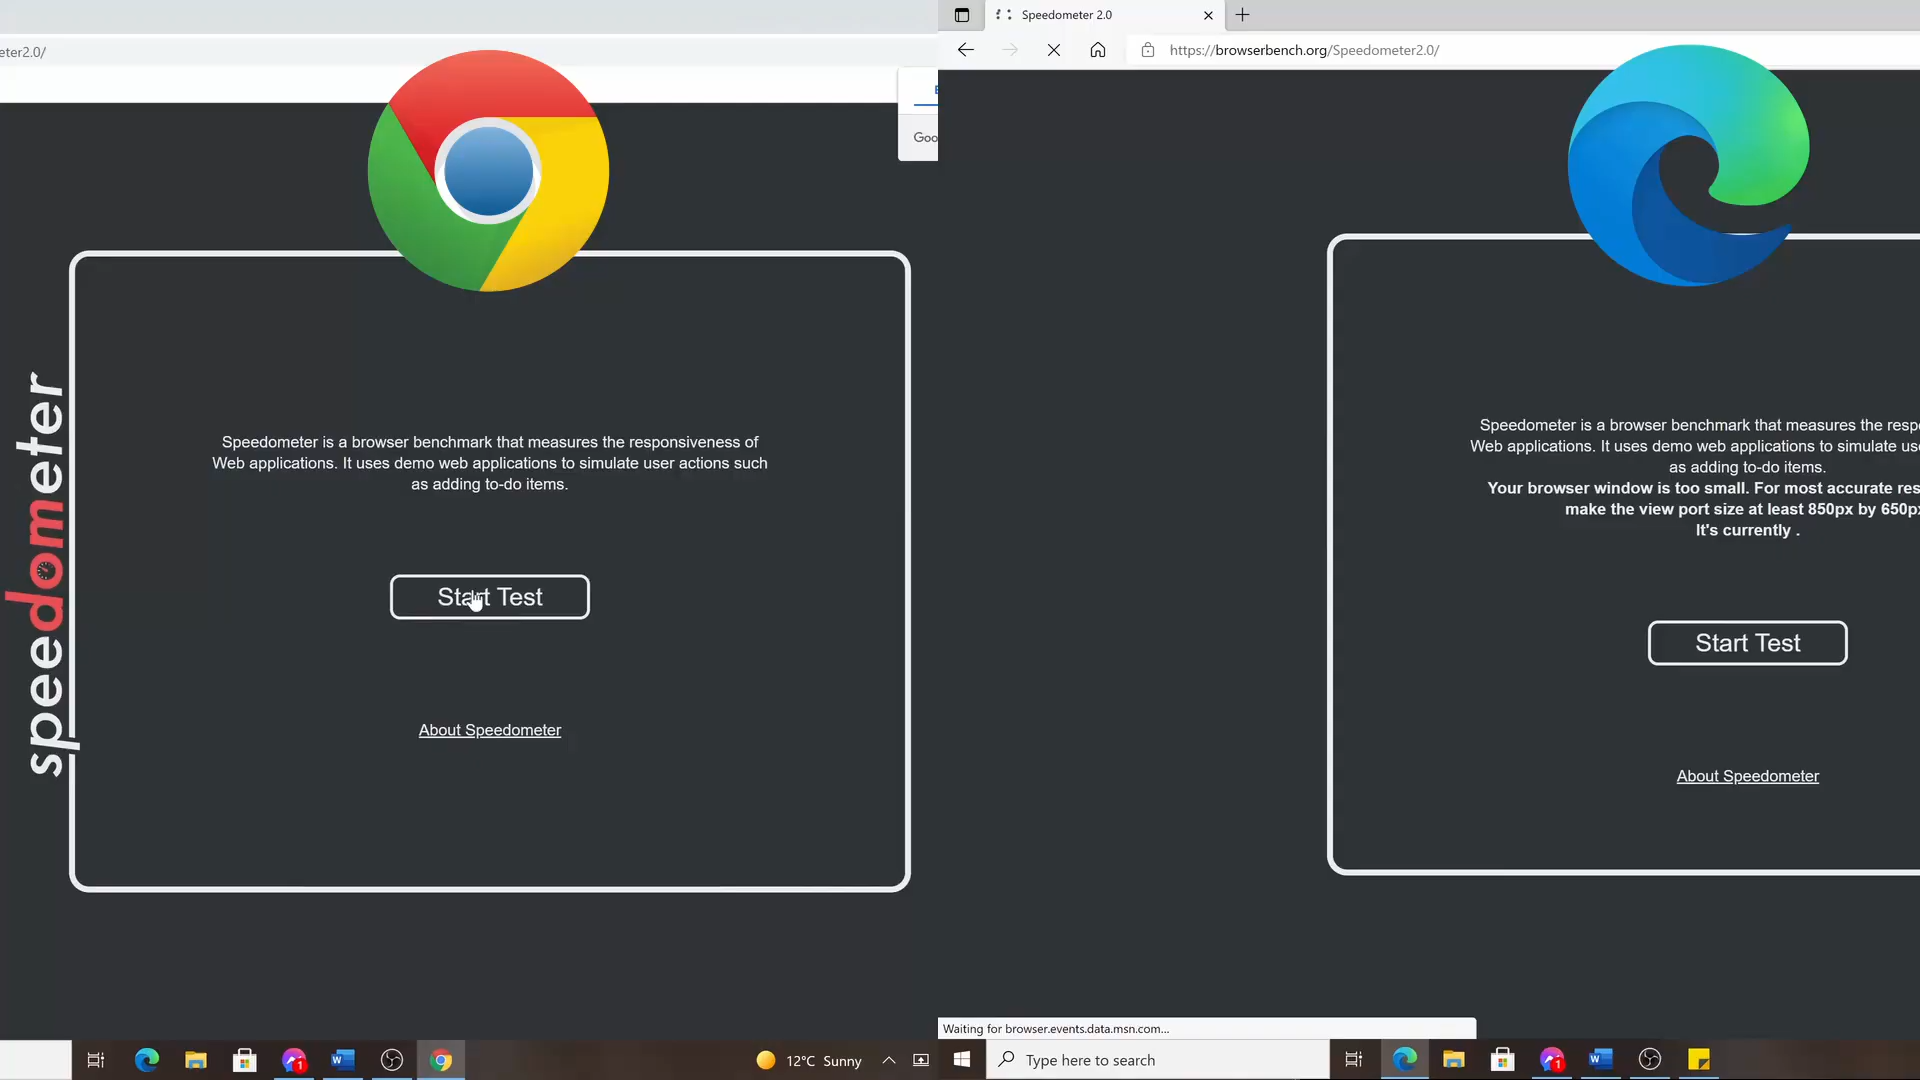 eter2.0/
Goo
speedometer
Speedometer is a browser benchmark that measures the responsiveness of
Web applications. It uses demo web applications to simulate user actions such
as adding to-do items.
Start Test
About Speedometer
1
W
12°C Sunny
Speedometer 2.0
https://browserbench.org/Speedometer2.0/
Speedometer is a browser benchmark that measures the resp
Web applications. It uses demo web applications to simulate us
as adding to-do items.
Your browser window is too small. For most accurate res
make the view port size at least 850px by 650p
It's currently .
Start Test
About Speedometer
Waiting for browser.events.data.msn.com...
Type here to search
1
W